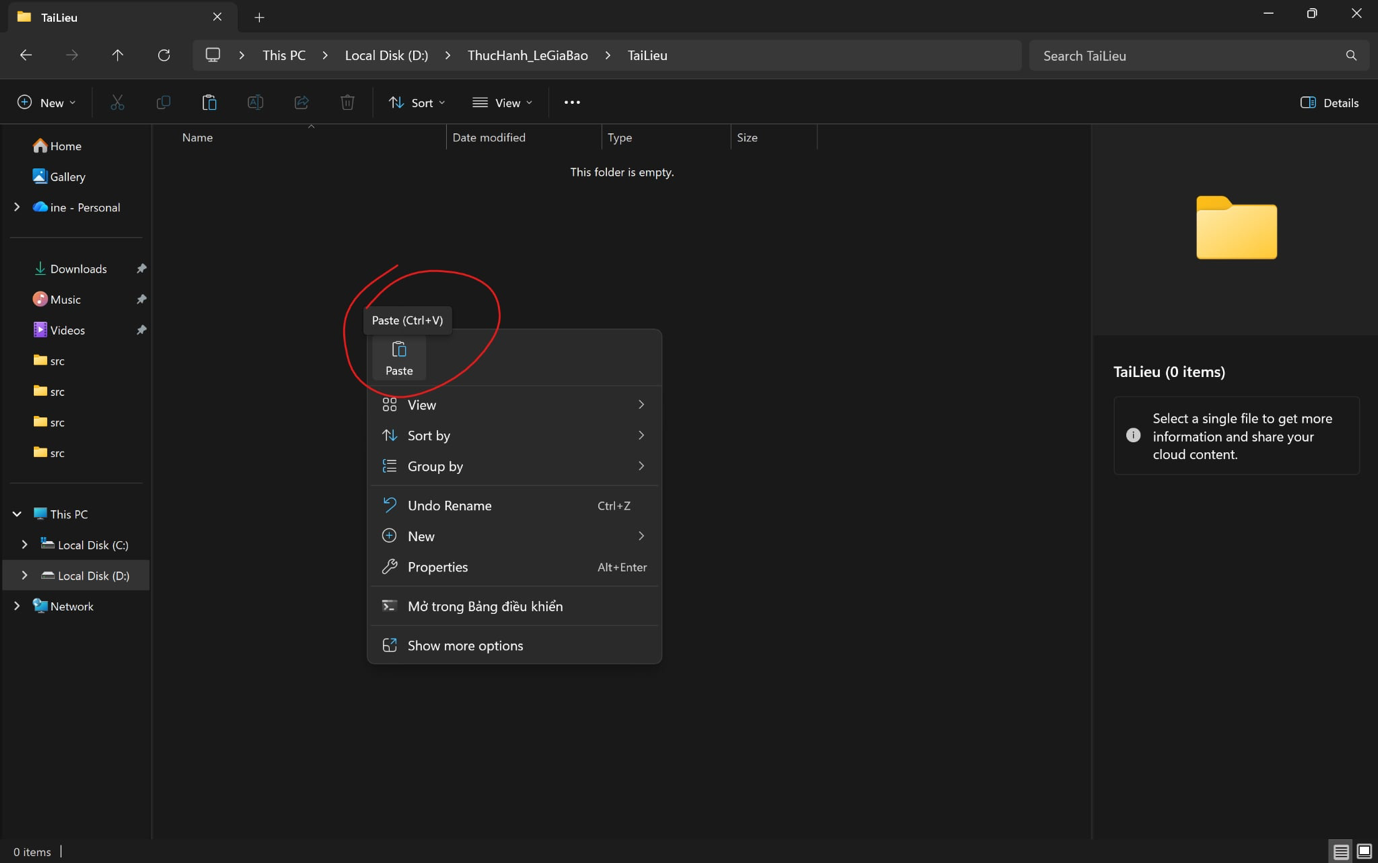 TaiLieu
This PC
Local Disk (D:)
ThucHanh_LeGiaBao
TaiLieu
Search TaiLieu
New
Sort
View
Details
Home
Gallery
ine - Personal
Downloads
Music
Videos
src
src
src
src
This PC
Local Disk (C:)
Local Disk (D:)
Network
Name
Date modified
Type
Size
This folder is empty.
Paste (Ctrl+V)
Paste
View
Sort by
Group by
Undo Rename
Ctrl+Z
New
Properties
Alt+Enter
Mở trong Bảng điều khiển
Show more options
TaiLieu (0 items)
Select a single file to get more
information and share your
cloud content.
0 items